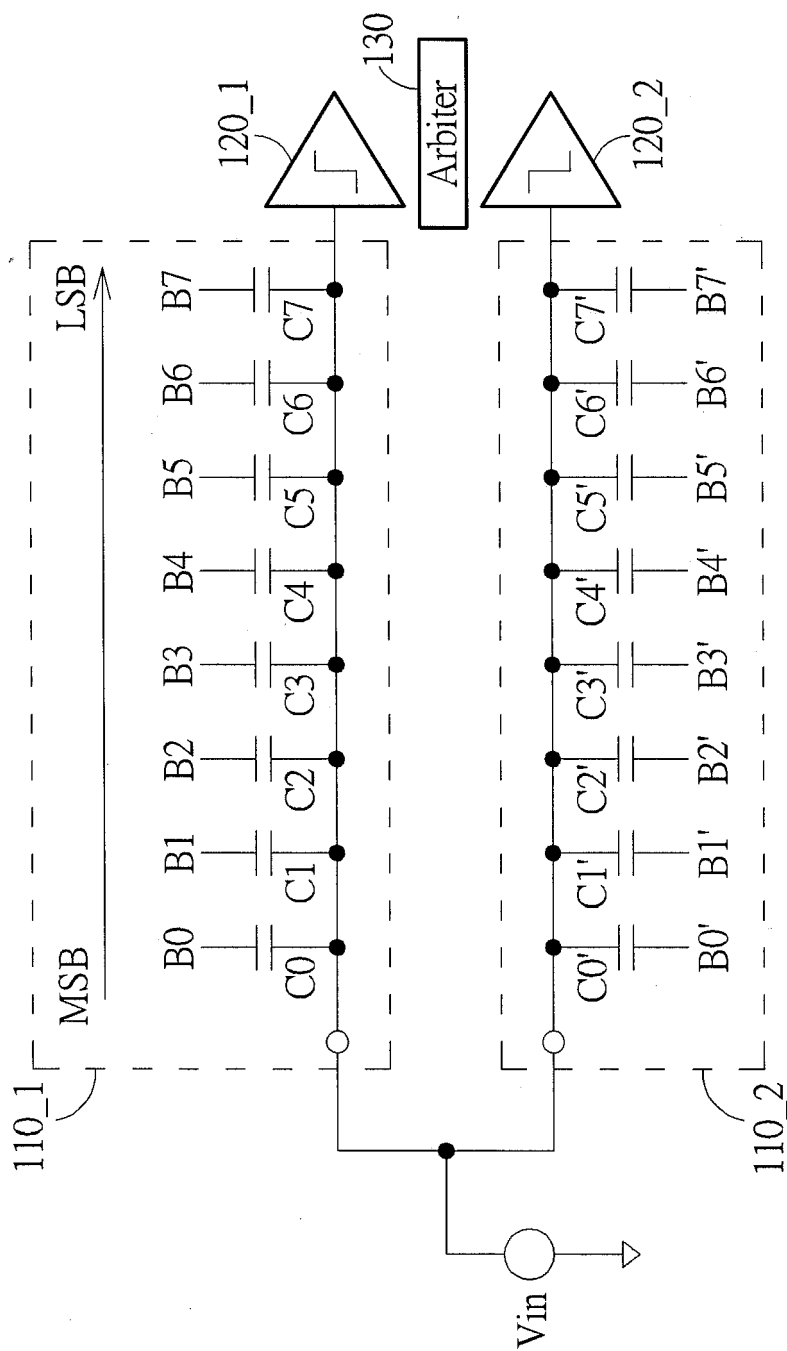 110_1
MSB
LSB
B0 B1 B2 B3 B4 B5 B6 B7
C0 C1 C2 C3 C4 C5 C6 C7
120_1
130
Arbiter
Vin
C0' C1' C2' C3' C4' C5' C6' C7'
B0' B1' B2' B3' B4' B5' B6' B7'
120_2
110_2